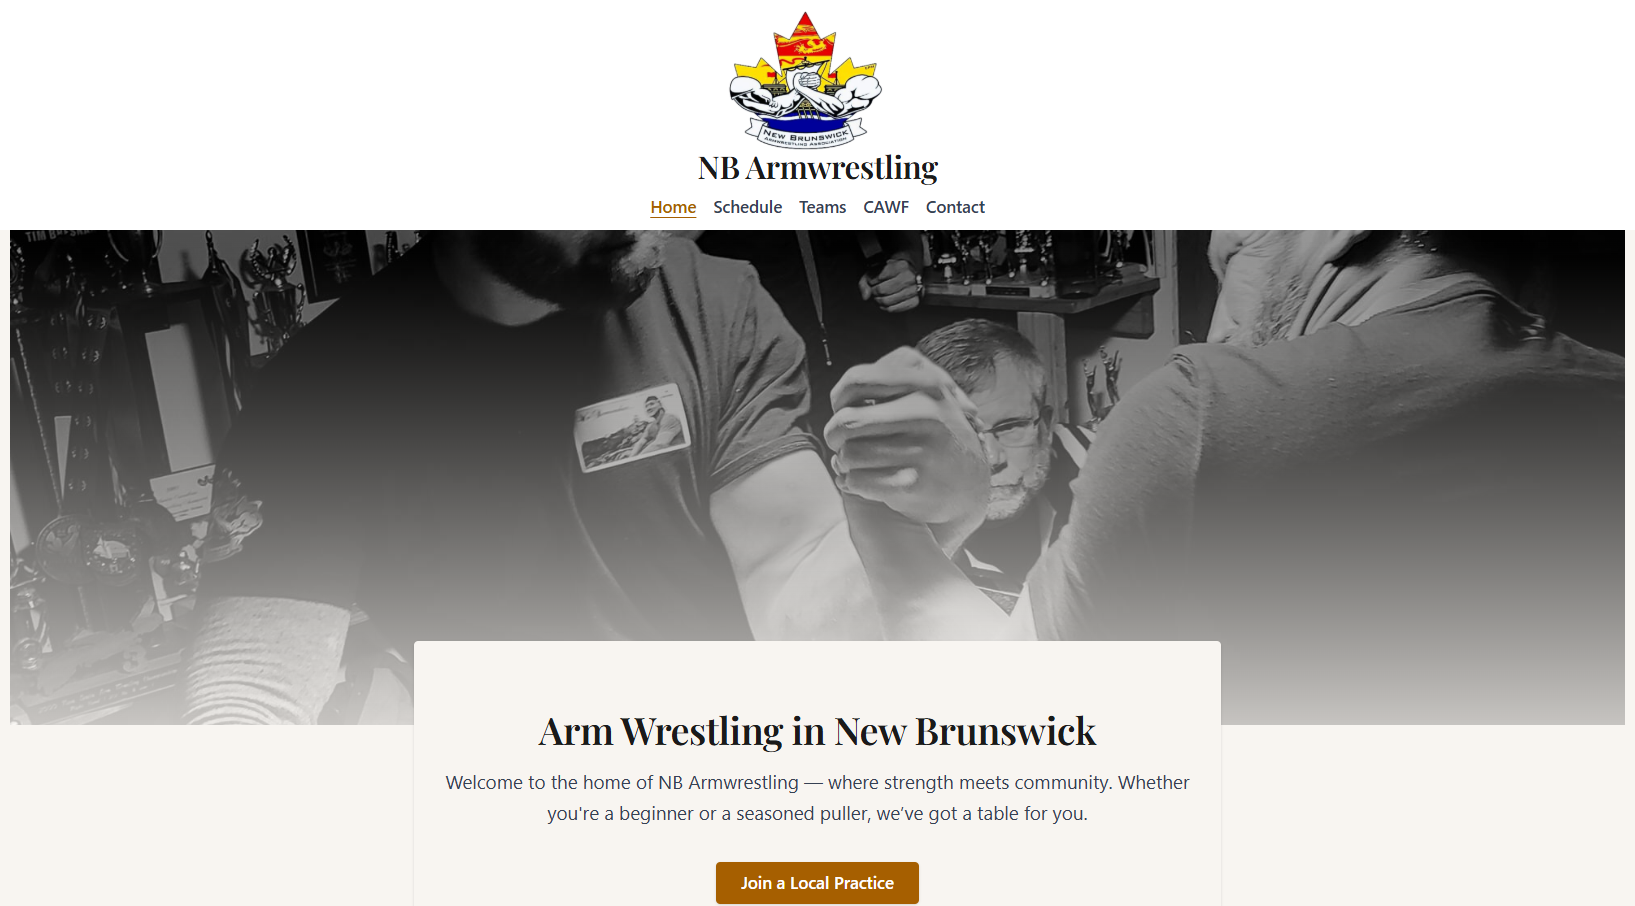 New Brunswick
Armwrestling Association
NB Armwrestling
Home Schedule Teams CAWF Contact
Arm Wrestling in New Brunswick
Welcome to the home of NB Armwrestling — where strength meets community. Whether
you're a beginner or a seasoned puller, we’ve got a table for you.
Join a Local Practice